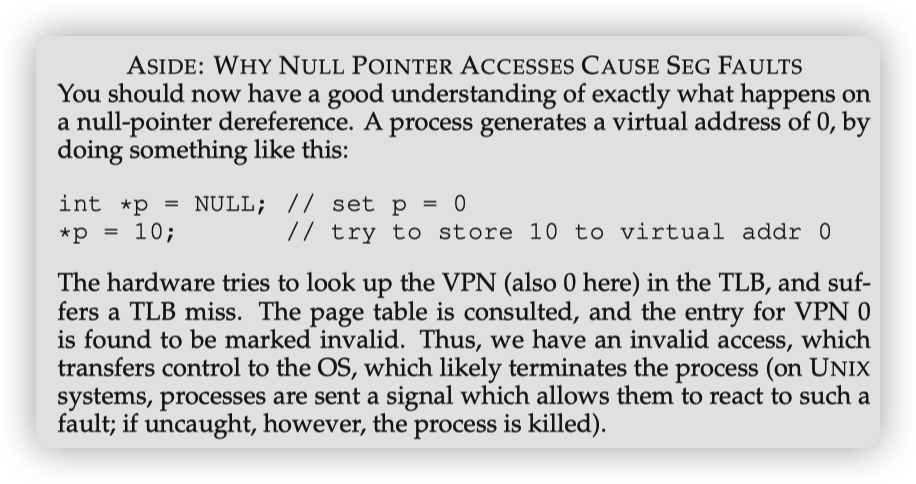 ASIDE: WHY NULL POINTER ACCESSES CAUSE SEG FAULTS
You should now have a good understanding of exactly what happens on
a null-pointer dereference. A process generates a virtual address of 0, by
doing something like this:
int *p = NULL; // set p = 0
*p = 10; // try to store 10 to virtual addr 0
The hardware tries to look up the VPN (also 0 here) in the TLB, and suf-
fers a TLB miss. The page table is consulted, and the entry for VPN 0
is found to be marked invalid. Thus, we have an invalid access, which
transfers control to the OS, which likely terminates the process (on UNIX
systems, processes are sent a signal which allows them to react to such a
fault; if uncaught, however, the process is killed).